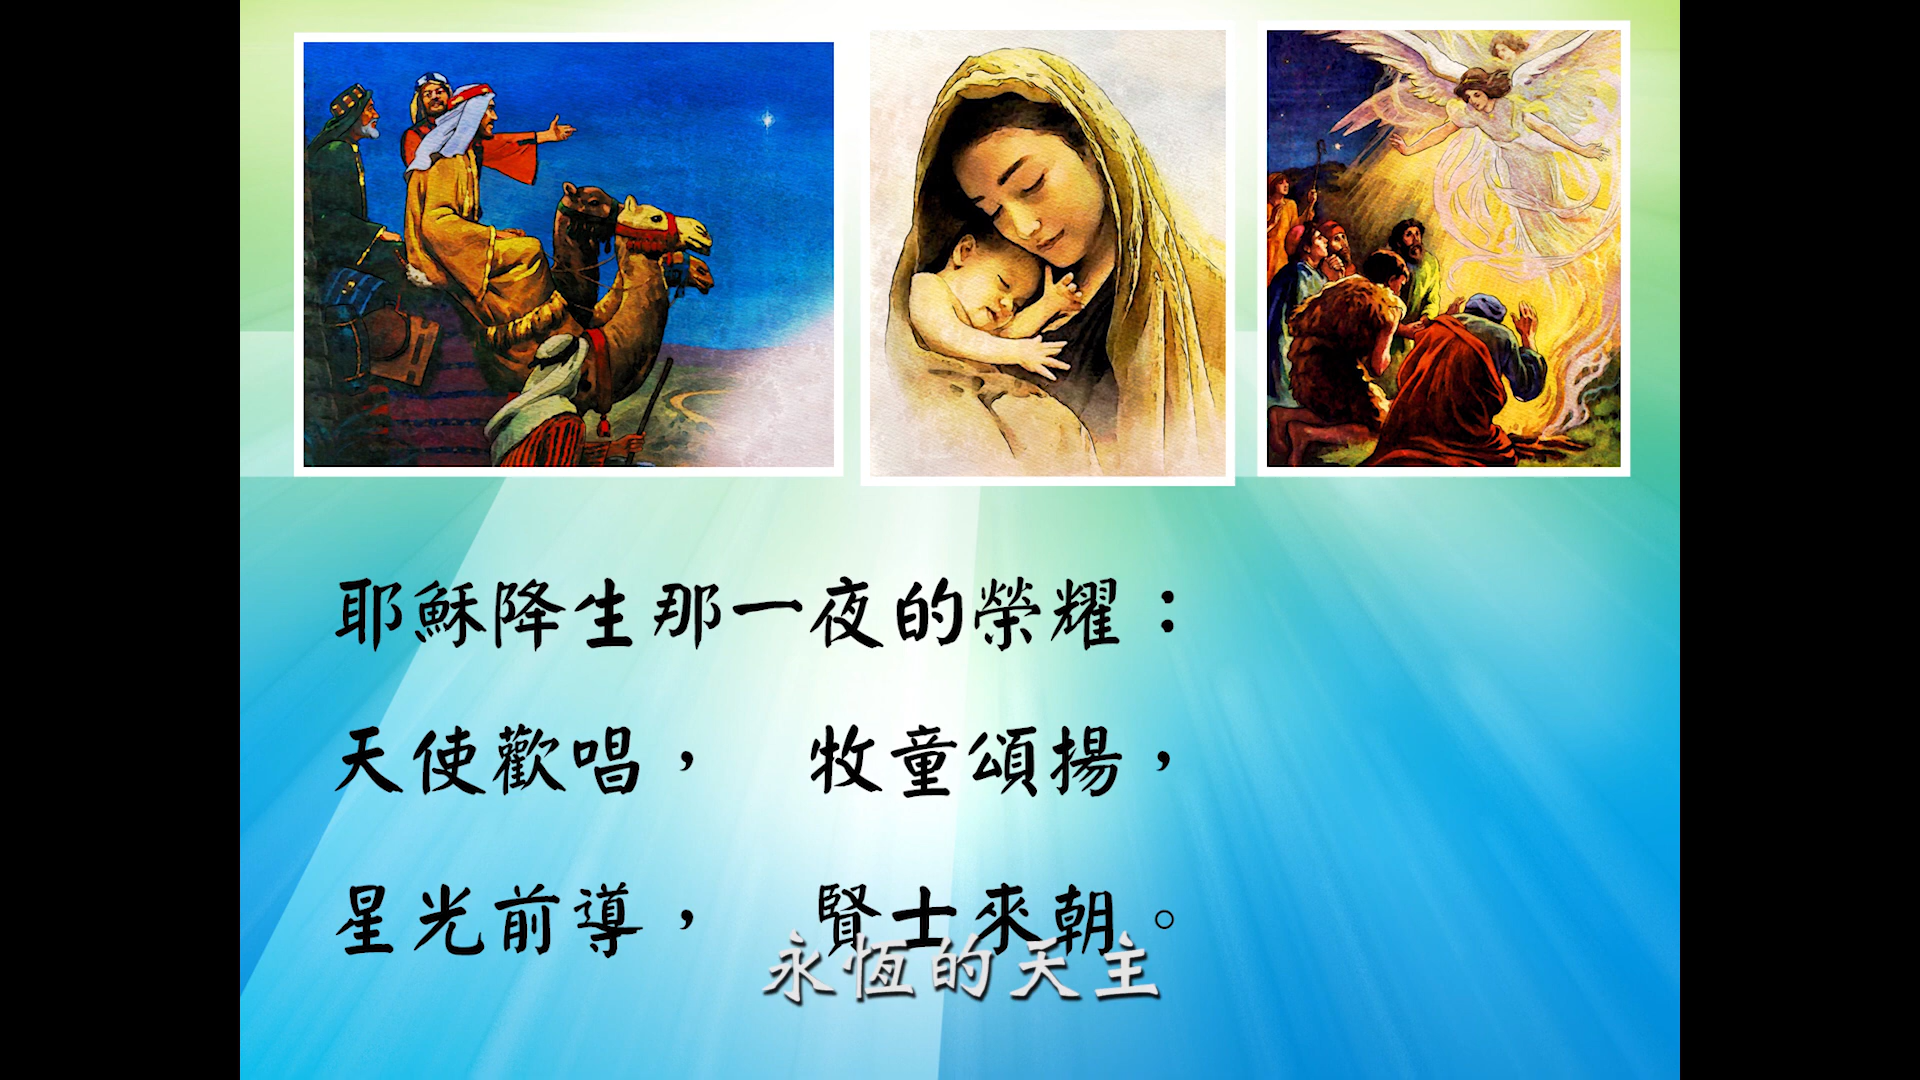 耶穌降生那一夜的榮耀：
天使歡唱，　牧童頌揚，
星光前導，　賢士來朝。
永恆的天主